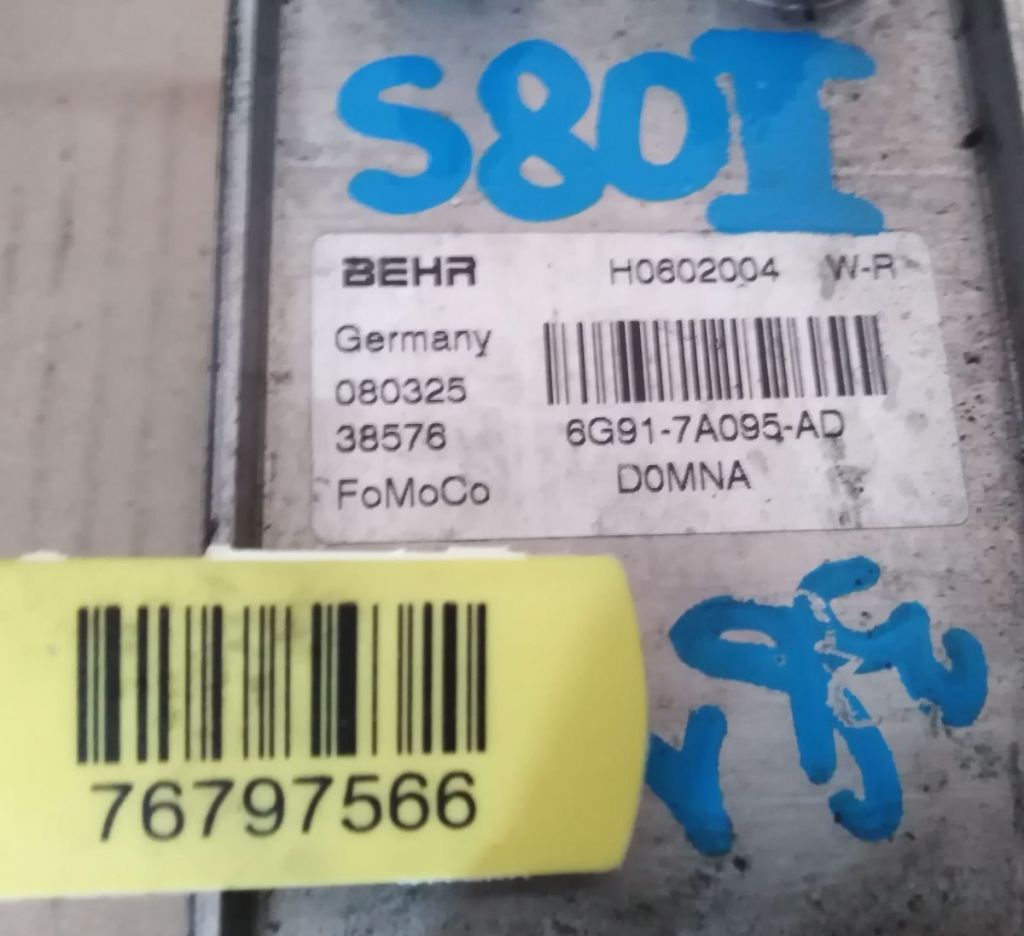 S80II
BEHR H0602004 W-R
Germany
080325
38576 6G91-7A095-AD
FoMoCo D0MNA
76797566